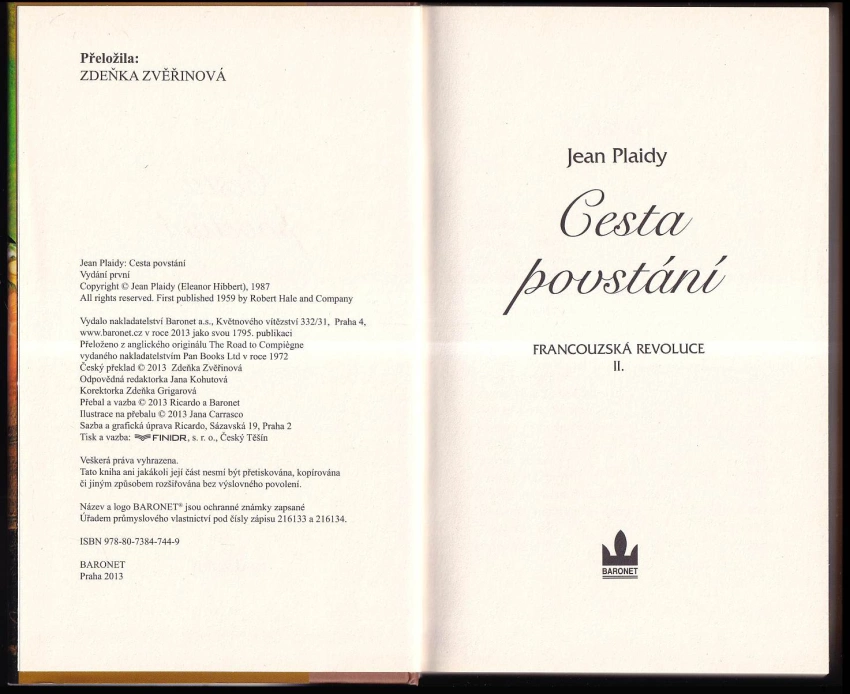 Přeložila:
ZDEŇKA ZVĚŘINOVÁ
Jean Plaidy: Cesta povstání
Vydání první
Copyright © Jean Plaidy (Eleanor Hibbert), 1987
All rights reserved. First published 1959 by Robert Hale and Company
Vydalo nakladatelství Baronet a.s., Květnového vítězství 332/31, Praha 4,
www.baronet.cz v roce 2013 jako svou 1795. publikaci
Přeloženo z anglického originálu The Road to Compiègne
vydaného nakladatelstvím Pan Books Ltd v roce 1972
Český překlad © 2013 Zdeňka Zvěřinová
Odpovědná redaktorka Jana Kohutová
Korektorka Zdeňka Grigarová
Přebal a vazba © 2013 Ricardo a Baronet
Ilustrace na přebalu © 2013 Jana Carrasco
Sazba a grafická úprava Ricardo, Sázavská 19, Praha 2
Tisk a vazba: FINIDR, s. r. o., Český Těšín
Veškerá práva vyhrazena.
Tato kniha ani jakákoli její část nesmí být přetiskována, kopírována
či jiným způsobem rozšiřována bez výslovného povolení.
Název a logo BARONET® jsou ochranné známky zapsané
Úřadem průmyslového vlastnictví pod čísly zápisu 216133 a 216134.
ISBN 978-80-7384-744-9
BARONET
Praha 2013
Jean Plaidy
Cesta
povstání
FRANCOUZSKÁ REVOLUCE
II.
BARONET